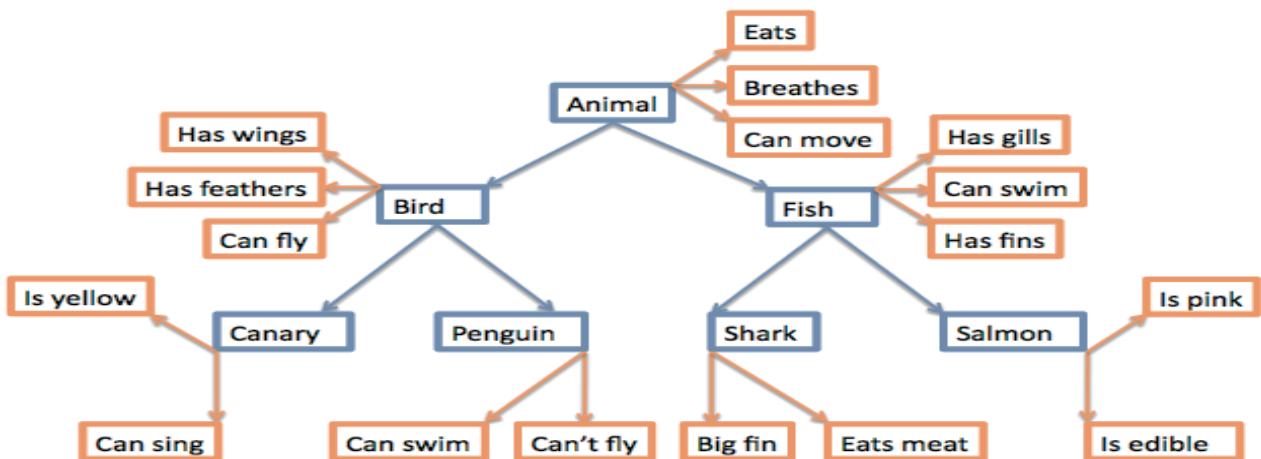 Eats
Animal
Breathes
Can move
Has wings
Has feathers
Can fly
Bird
Has gills
Can swim
Has fins
Fish
Is yellow
Canary
Can sing
Penguin
Can swim
Can't fly
Shark
Big fin
Eats meat
Salmon
Is pink
Is edible